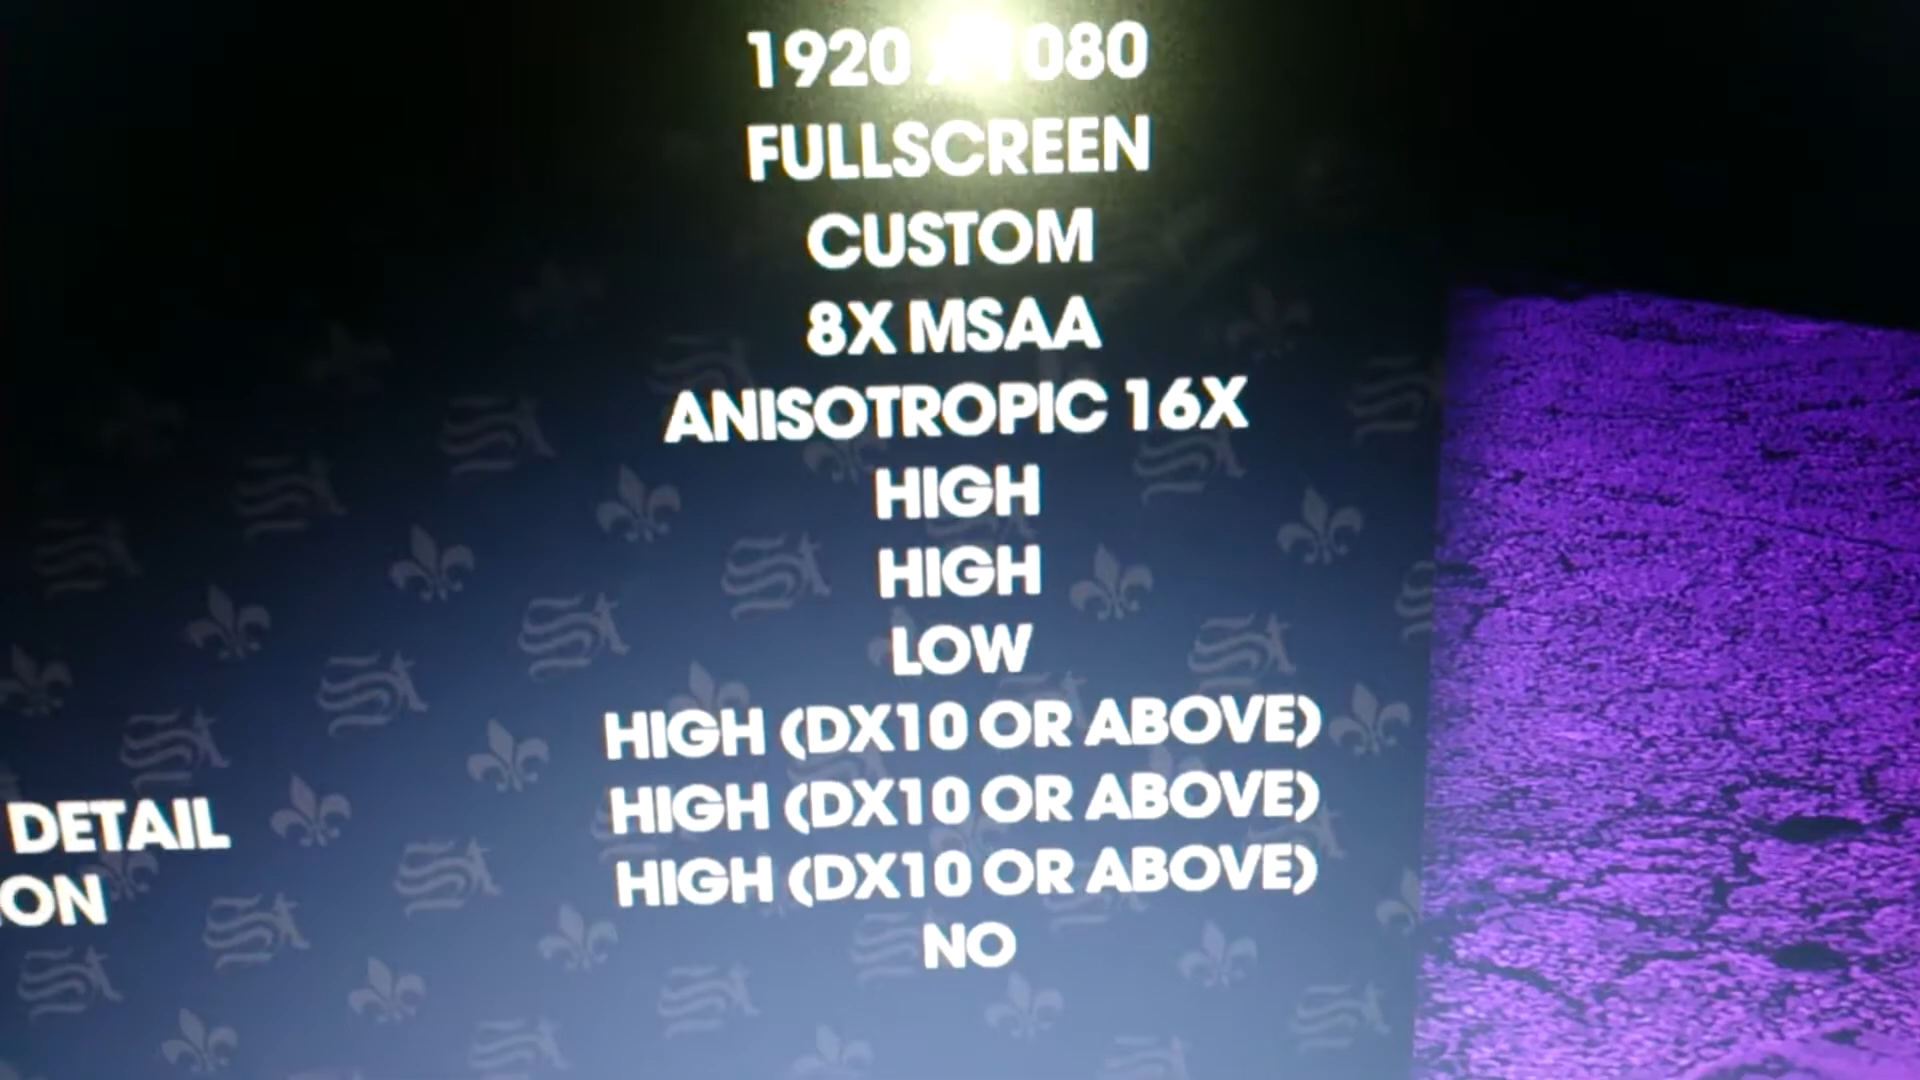 1920 X 1080
FULLSCREEN
CUSTOM
8X MSAA
ANISOTROPIC 16X
HIGH
HIGH
LOW
HIGH (DX10 OR ABOVE)
DETAIL HIGH (DX10 OR ABOVE)
ON HIGH (DX10 OR ABOVE)
NO